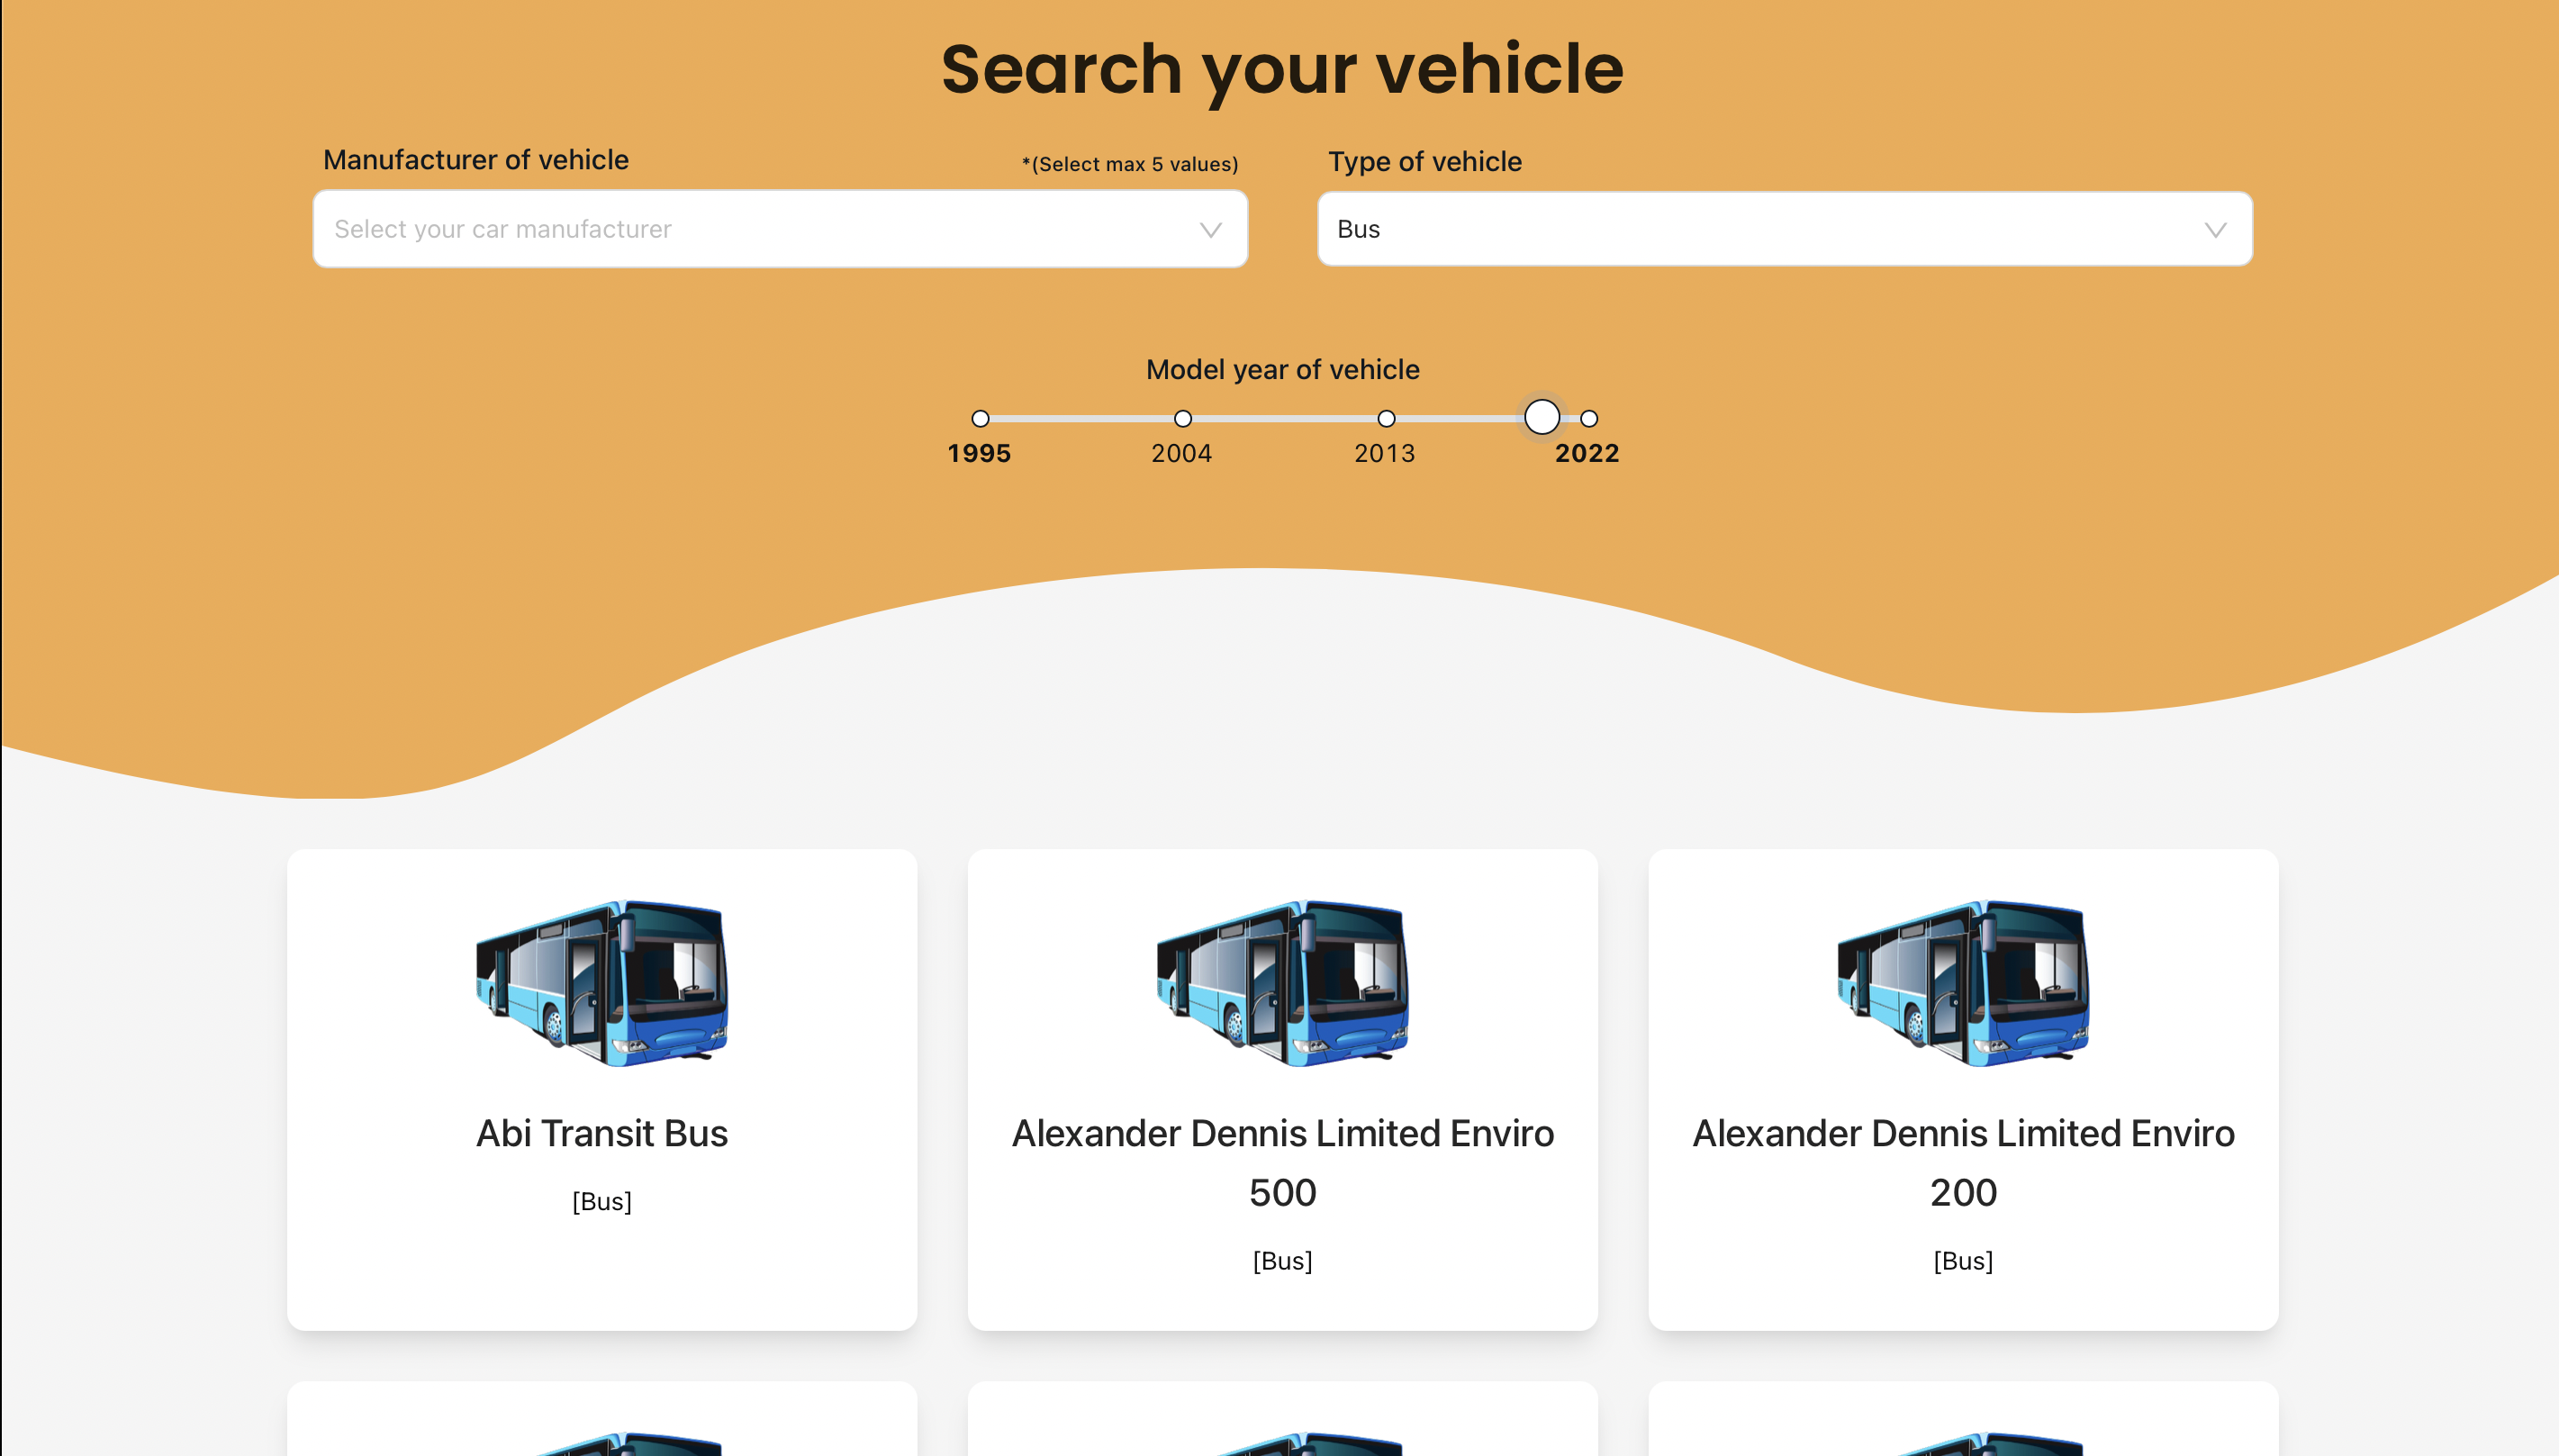 Search your vehicle
Manufacturer of vehicle
*(Select max 5 values)
Type of vehicle
Select your car manufacturer
Bus
Model year of vehicle
1995
2004
2013
2022
Abi Transit Bus
[Bus]
Alexander Dennis Limited Enviro
500
[Bus]
Alexander Dennis Limited Enviro
200
[Bus]